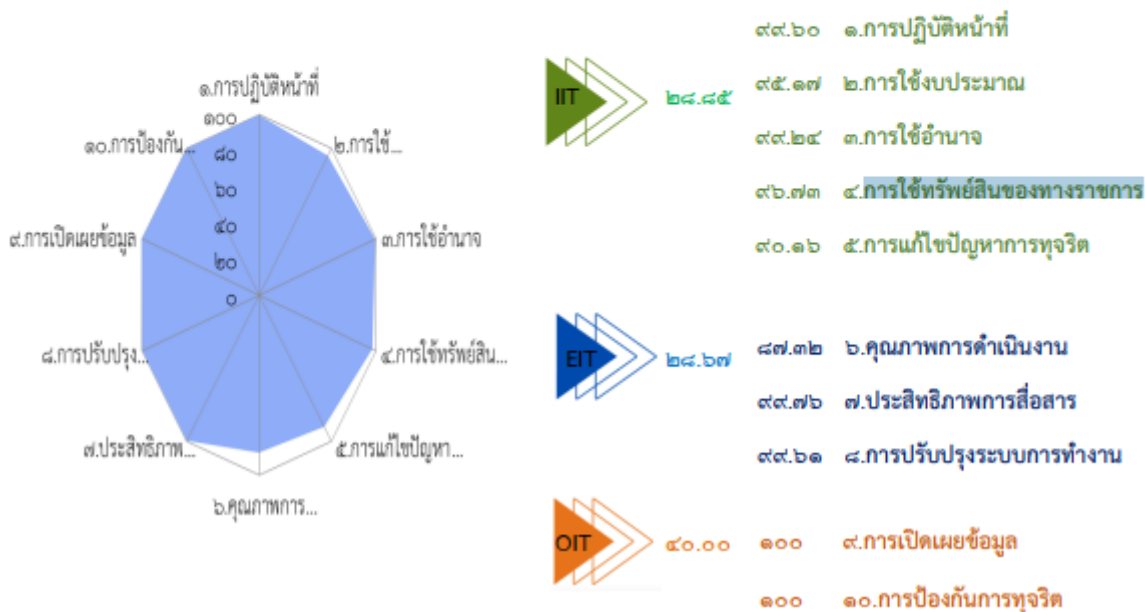 ๑.การปฏิบัติหน้าที่
๑๐๐
๘๐
๖๐
๔๐
๒๐
๐
๒.การใช้...
๓.การใช้อำนาจ
๔.การใช้ทรัพย์สิน...
๕.การแก้ไขปัญหา...
๖.คุณภาพการ...
๗.ประสิทธิภาพ...
๘.การปรับปรุง...
๙.การเปิดเผยข้อมูล
๑๐.การป้องกัน...
IIT ๒๘.๘๕
๙๙.๖๐ ๑.การปฏิบัติหน้าที่
๙๕.๑๗ ๒.การใช้งบประมาณ
๙๙.๒๔ ๓.การใช้อำนาจ
๙๖.๗๓ ๔.การใช้ทรัพย์สินของทางราชการ
๙๐.๑๖ ๕.การแก้ไขปัญหาการทุจริต
EIT ๒๘.๖๗
๘๗.๓๒ ๖.คุณภาพการดำเนินงาน
๙๙.๗๖ ๗.ประสิทธิภาพการสื่อสาร
๙๙.๖๑ ๘.การปรับปรุงระบบการทำงาน
OIT ๔๐.๐๐
๑๐๐ ๙.การเปิดเผยข้อมูล
๑๐๐ ๑๐.การป้องกันการทุจริต